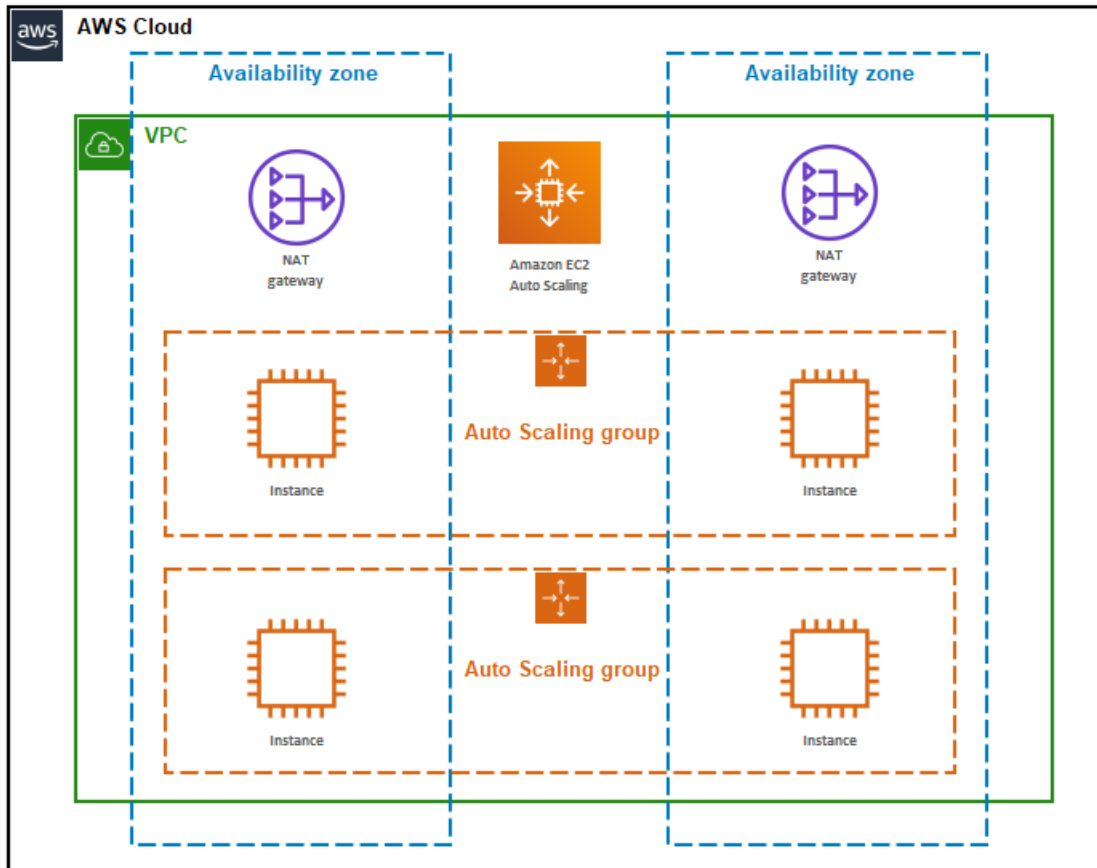 aws
AWS Cloud
Availability zone
Availability zone
VPC
NAT
gateway
Amazon EC2
Auto Scaling
NAT
gateway
Auto Scaling group
Instance
Instance
Auto Scaling group
Instance
Instance